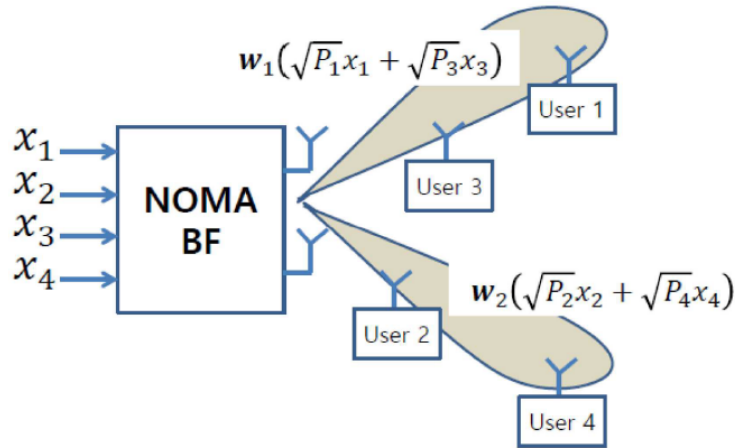 w₁(√P₁x₁ + √P₃x₃)
User 1
x₁
x₂
x₃
x₄
NOMA
BF
User 3
w₂(√P₂x₂ + √P₄x₄)
User 2
User 4